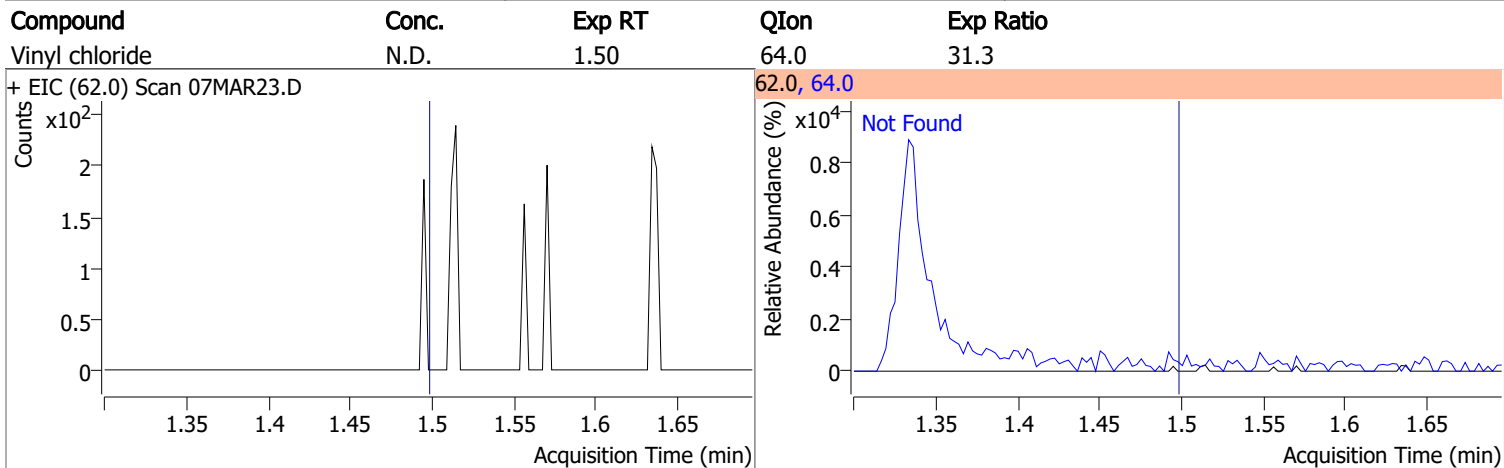 Compound Conc. Exp RT QIon Exp Ratio
Vinyl chloride N.D. 1.50 64.0 31.3
+ EIC (62.0) Scan 07MAR23.D
Counts
x10²
2
1.5
1
0.5
0
1.35 1.4 1.45 1.5 1.55 1.6 1.65
Acquisition Time (min)
62.0, 64.0
Relative Abundance (%)
x10⁴
Not Found
0.8
0.6
0.4
0.2
0
1.35 1.4 1.45 1.5 1.55 1.6 1.65
Acquisition Time (min)